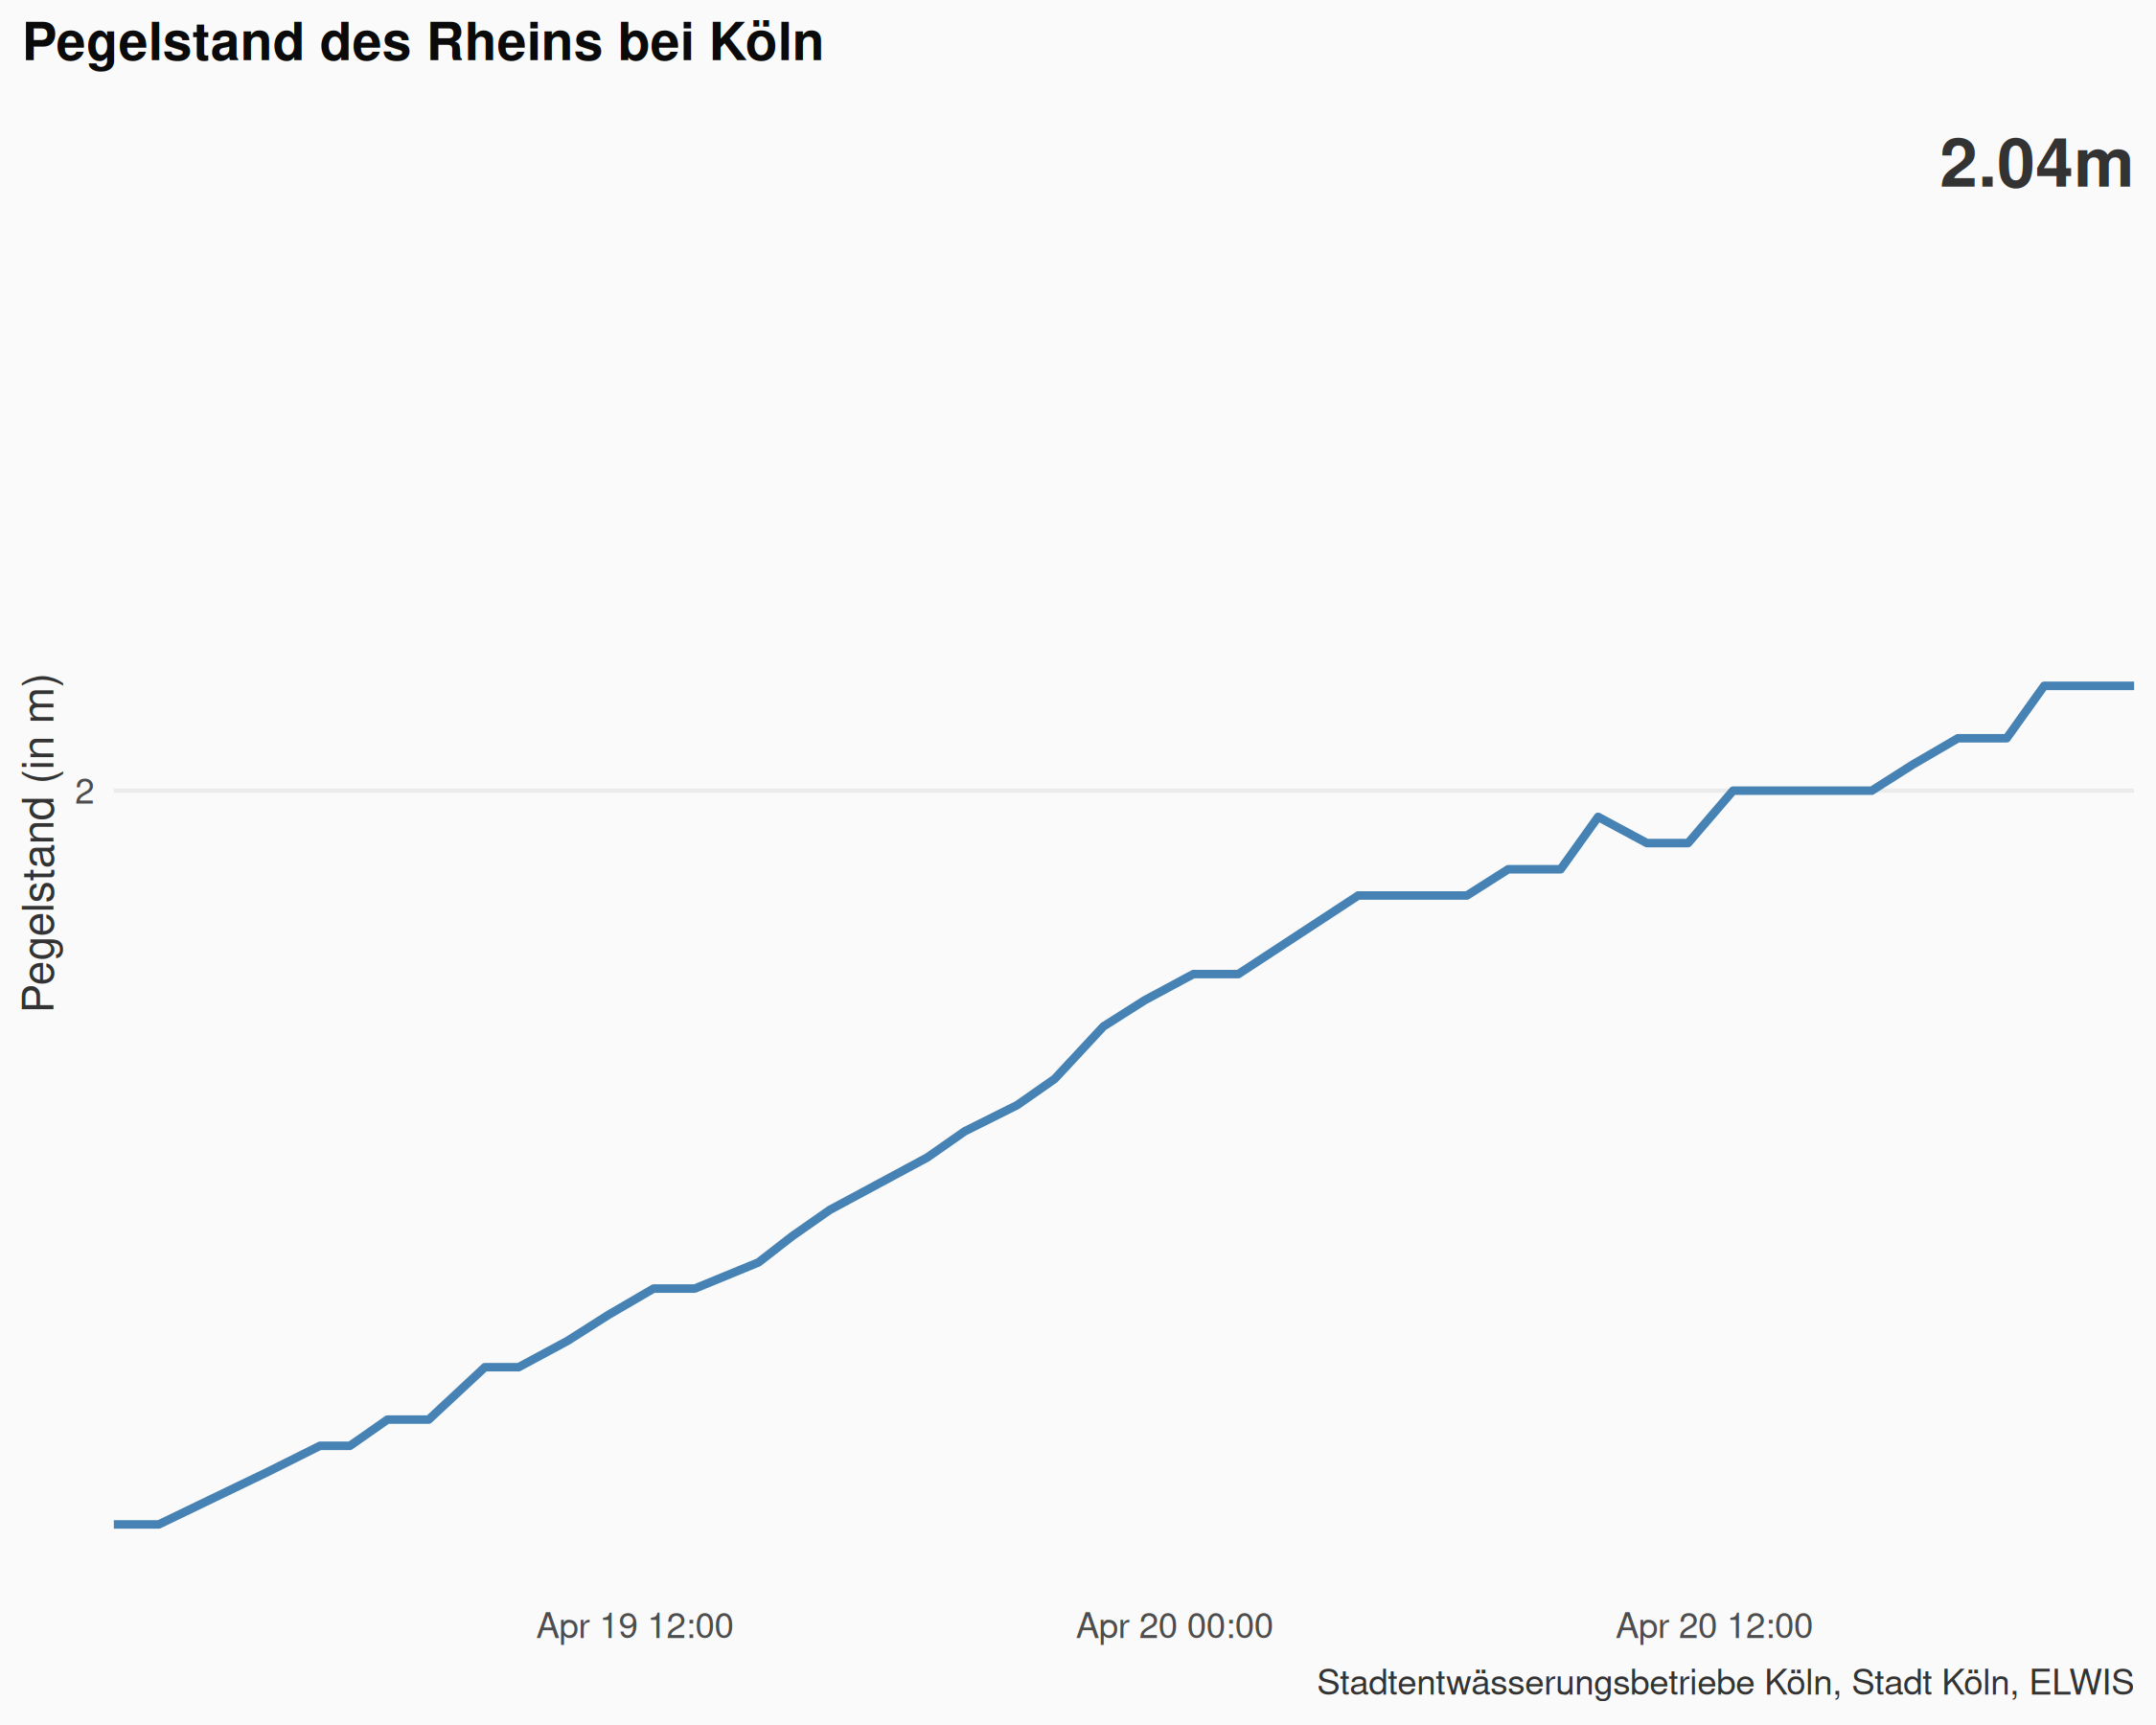 Pegelstand des Rheins bei Köln
2.04m
Pegelstand (in m)
2
Apr 19 12:00
Apr 20 00:00
Apr 20 12:00
Stadtentwässerungsbetriebe Köln, Stadt Köln, ELWIS